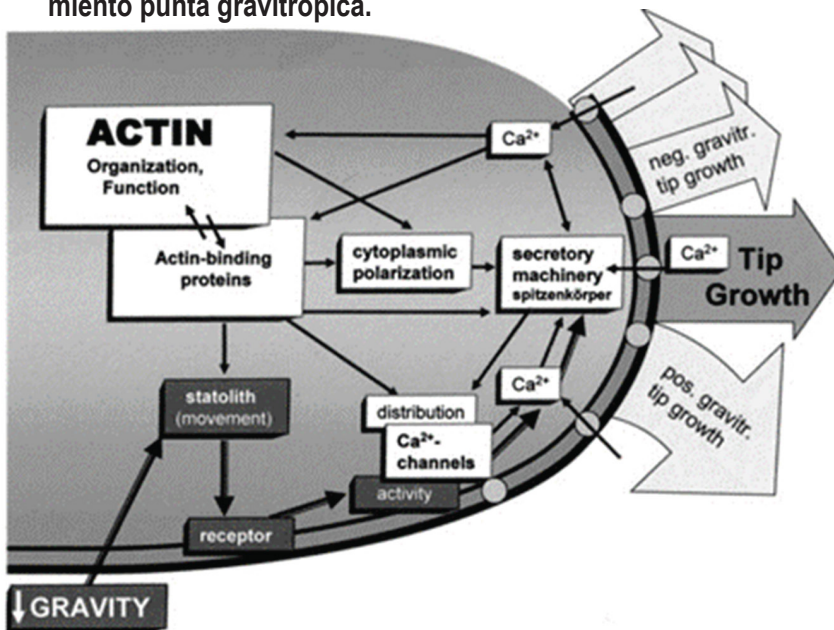 miento punta gravitrópica.
ACTIN
Organization,
Function
Actin-binding
proteins
cytoplasmic
polarization
Ca²⁺
secretory
machinery
spitzenkörper
neg. gravitr.
tip growth
Ca²⁺
Tip
Growth
pos. gravitr.
tip growth
Ca²⁺
statolith
(movement)
distribution
Ca²⁺-
channels
activity
receptor
↓ GRAVITY